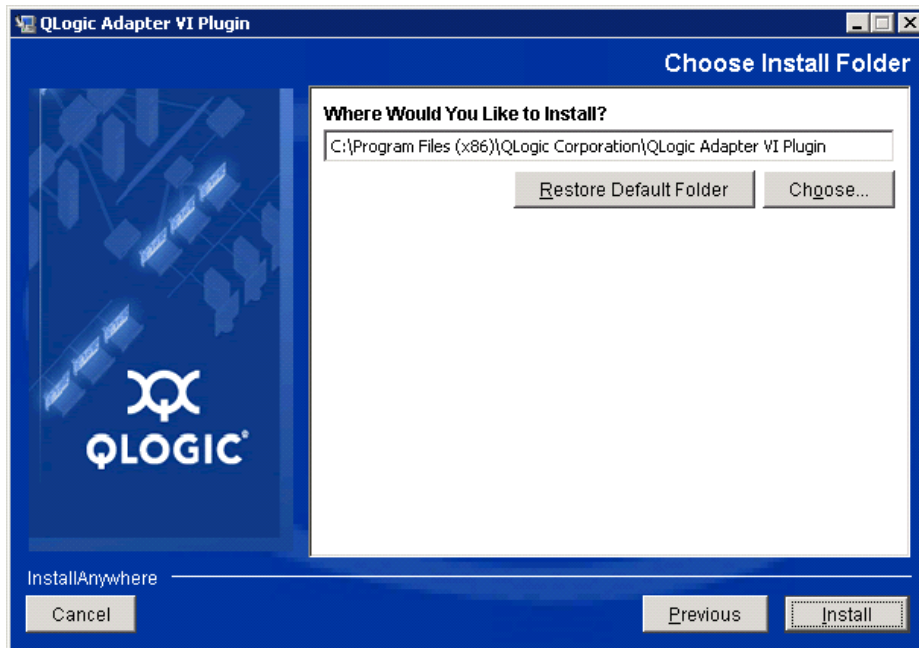 QLogic Adapter VI Plugin
Choose Install Folder
Where Would You Like to Install?
C:\Program Files (x86)\QLogic Corporation\QLogic Adapter VI Plugin
Restore Default Folder
Choose...
QLOGIC®
InstallAnywhere
Cancel
Previous
Install